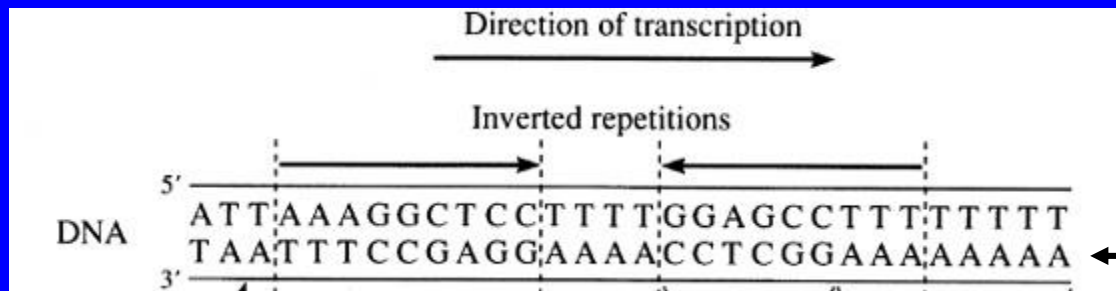 Direction of transcription
Inverted repetitions
5′
DNA
ATTAAAGGCTCCTTTTGGAGCCTTTTTTTT
TAATTTCCGAGGAAAACCTCGGAAAAAAAA
3′